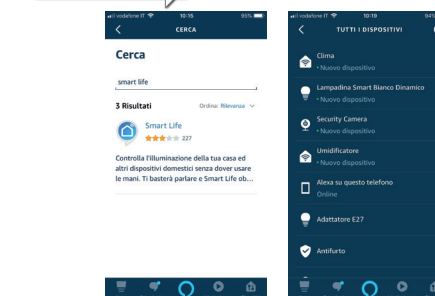 vodafone IT
10:15
95%
CERCA
Cerca
smart life
3 Risultati
Ordina: Rilevanza
Smart Life
227
Controlla l'illuminazione della tua casa ed
altri dispositivi domestici senza dover usare
le mani. Ti basterà parlare e Smart Life ob...
vodafone IT
10:19
94%
TUTTI I DISPOSITIVI
Clima
• Nuovo dispositivo
Lampadina Smart Bianco Dinamico
• Nuovo dispositivo
Security Camera
• Nuovo dispositivo
Umidificatore
• Nuovo dispositivo
Alexa su questo telefono
Online
Adattatore E27
Antifurto